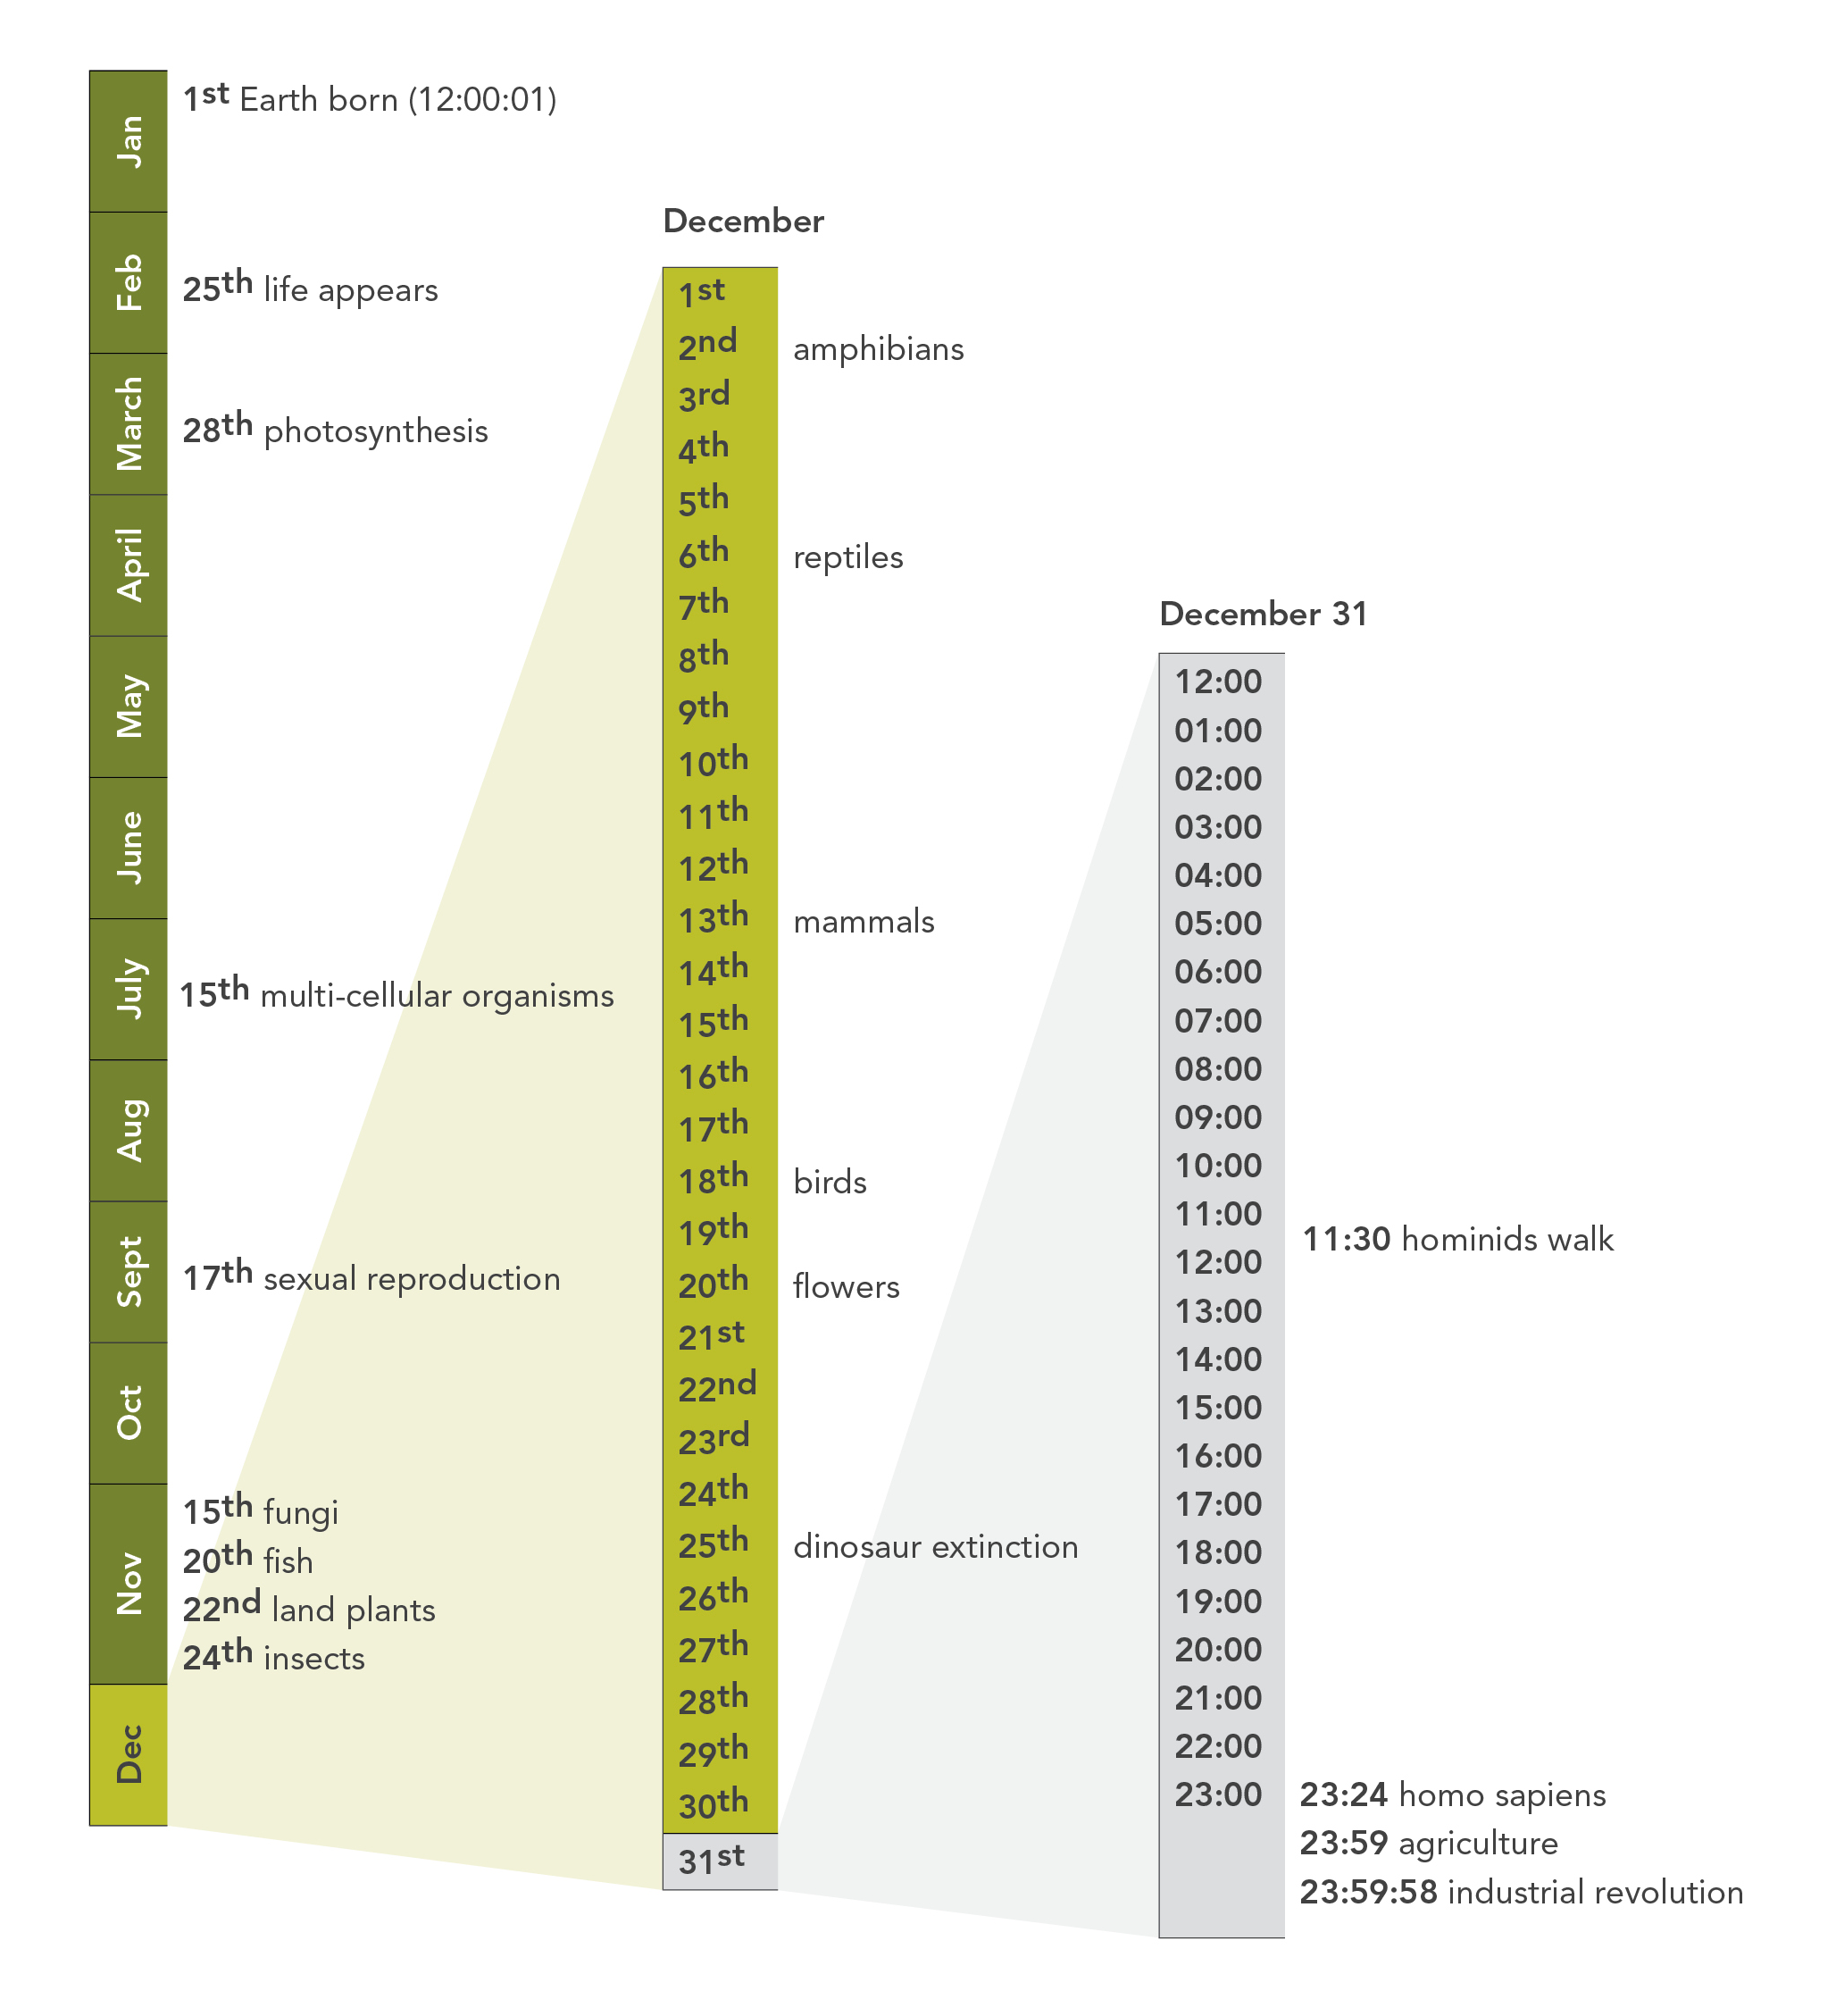 Jan
1st Earth born (12:00:01)
Feb
25th life appears
March
28th photosynthesis
April
May
June
July
15th multi-cellular organisms
Aug
Sept
17th sexual reproduction
Oct
Nov
15th fungi
20th fish
22nd land plants
24th insects
Dec
December
1st
2nd amphibians
3rd
4th
5th
6th reptiles
7th
8th
9th
10th
11th
12th
13th mammals
14th
15th
16th
17th
18th birds
19th
20th flowers
21st
22nd
23rd
24th
25th dinosaur extinction
26th
27th
28th
29th
30th
31st
December 31
12:00
01:00
02:00
03:00
04:00
05:00
06:00
07:00
08:00
09:00
10:00
11:00
11:30 hominids walk
12:00
13:00
14:00
15:00
16:00
17:00
18:00
19:00
20:00
21:00
22:00
23:00
23:24 homo sapiens
23:59 agriculture
23:59:58 industrial revolution